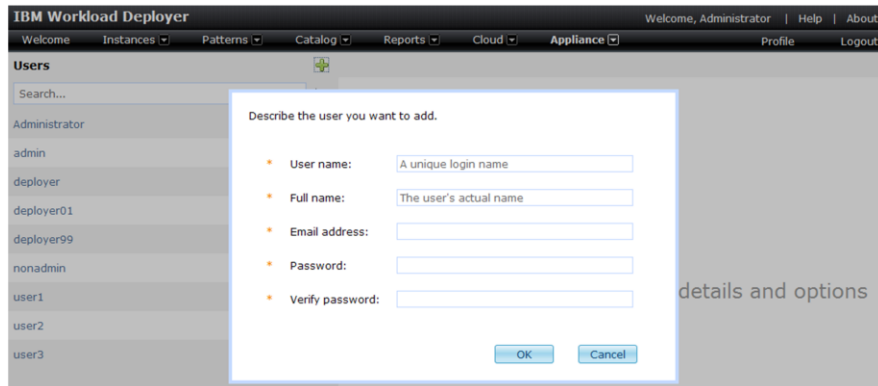 IBM Workload Deployer
Welcome, Administrator | Help | About
Welcome Instances Patterns Catalog Reports Cloud Appliance Profile Logout
Users
Search...
Administrator
admin
deployer
deployer01
deployer99
nonadmin
user1
user2
user3
Describe the user you want to add.
* User name: A unique login name
* Full name: The user's actual name
* Email address:
* Password:
* Verify password:
OK Cancel
details and options